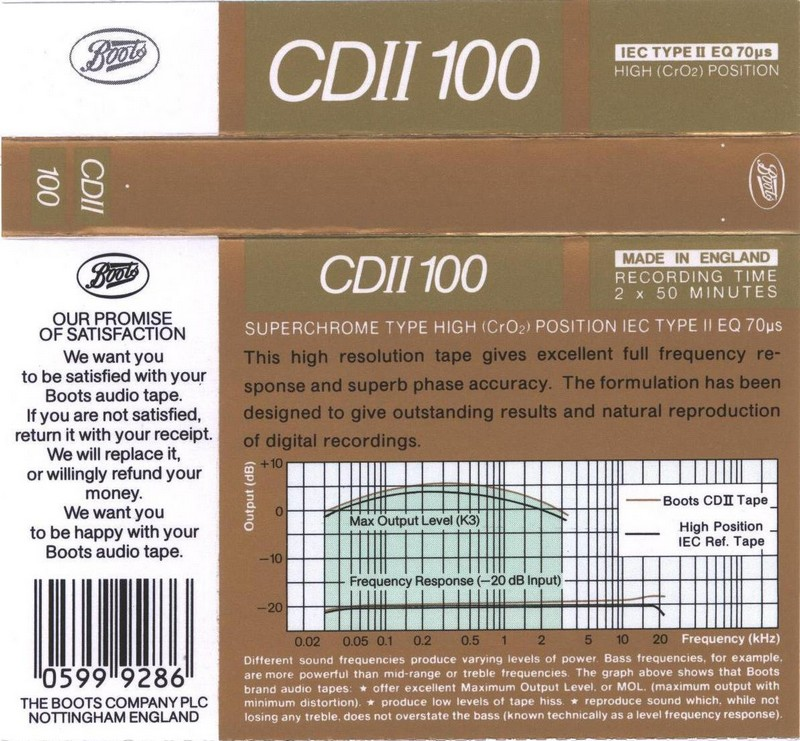 Boots
CDII 100
IEC TYPE II EQ 70µs
HIGH (CrO2) POSITION
CDII
100
Boots
Boots
OUR PROMISE
OF SATISFACTION
We want you
to be satisfied with your
Boots audio tape.
If you are not satisfied,
return it with your receipt.
We will replace it,
or willingly refund your
money.
We want you
to be happy with your
Boots audio tape.
0599 9286
THE BOOTS COMPANY PLC
NOTTINGHAM ENGLAND
CDII 100
MADE IN ENGLAND
RECORDING TIME
2 x 50 MINUTES
SUPERCHROME TYPE HIGH (CrO2) POSITION IEC TYPE II EQ 70µs
This high resolution tape gives excellent full frequency re-
sponse and superb phase accuracy. The formulation has been
designed to give outstanding results and natural reproduction
of digital recordings.
Output (dB)
+10
0
−10
−20
Max Output Level (K3)
Frequency Response (−20 dB Input)
Boots CDII Tape
High Position
IEC Ref. Tape
0.02 0.05 0.1 0.2 0.5 1 2 5 10 20 Frequency (kHz)
Different sound frequencies produce varying levels of power. Bass frequencies, for example,
are more powerful than mid-range or treble frequencies. The graph above shows that Boots
brand audio tapes: ★ offer excellent Maximum Output Level, or MOL, (maximum output with
minimum distortion). ★ produce low levels of tape hiss. ★ reproduce sound which, while not
losing any treble, does not overstate the bass (known technically as a level frequency response).